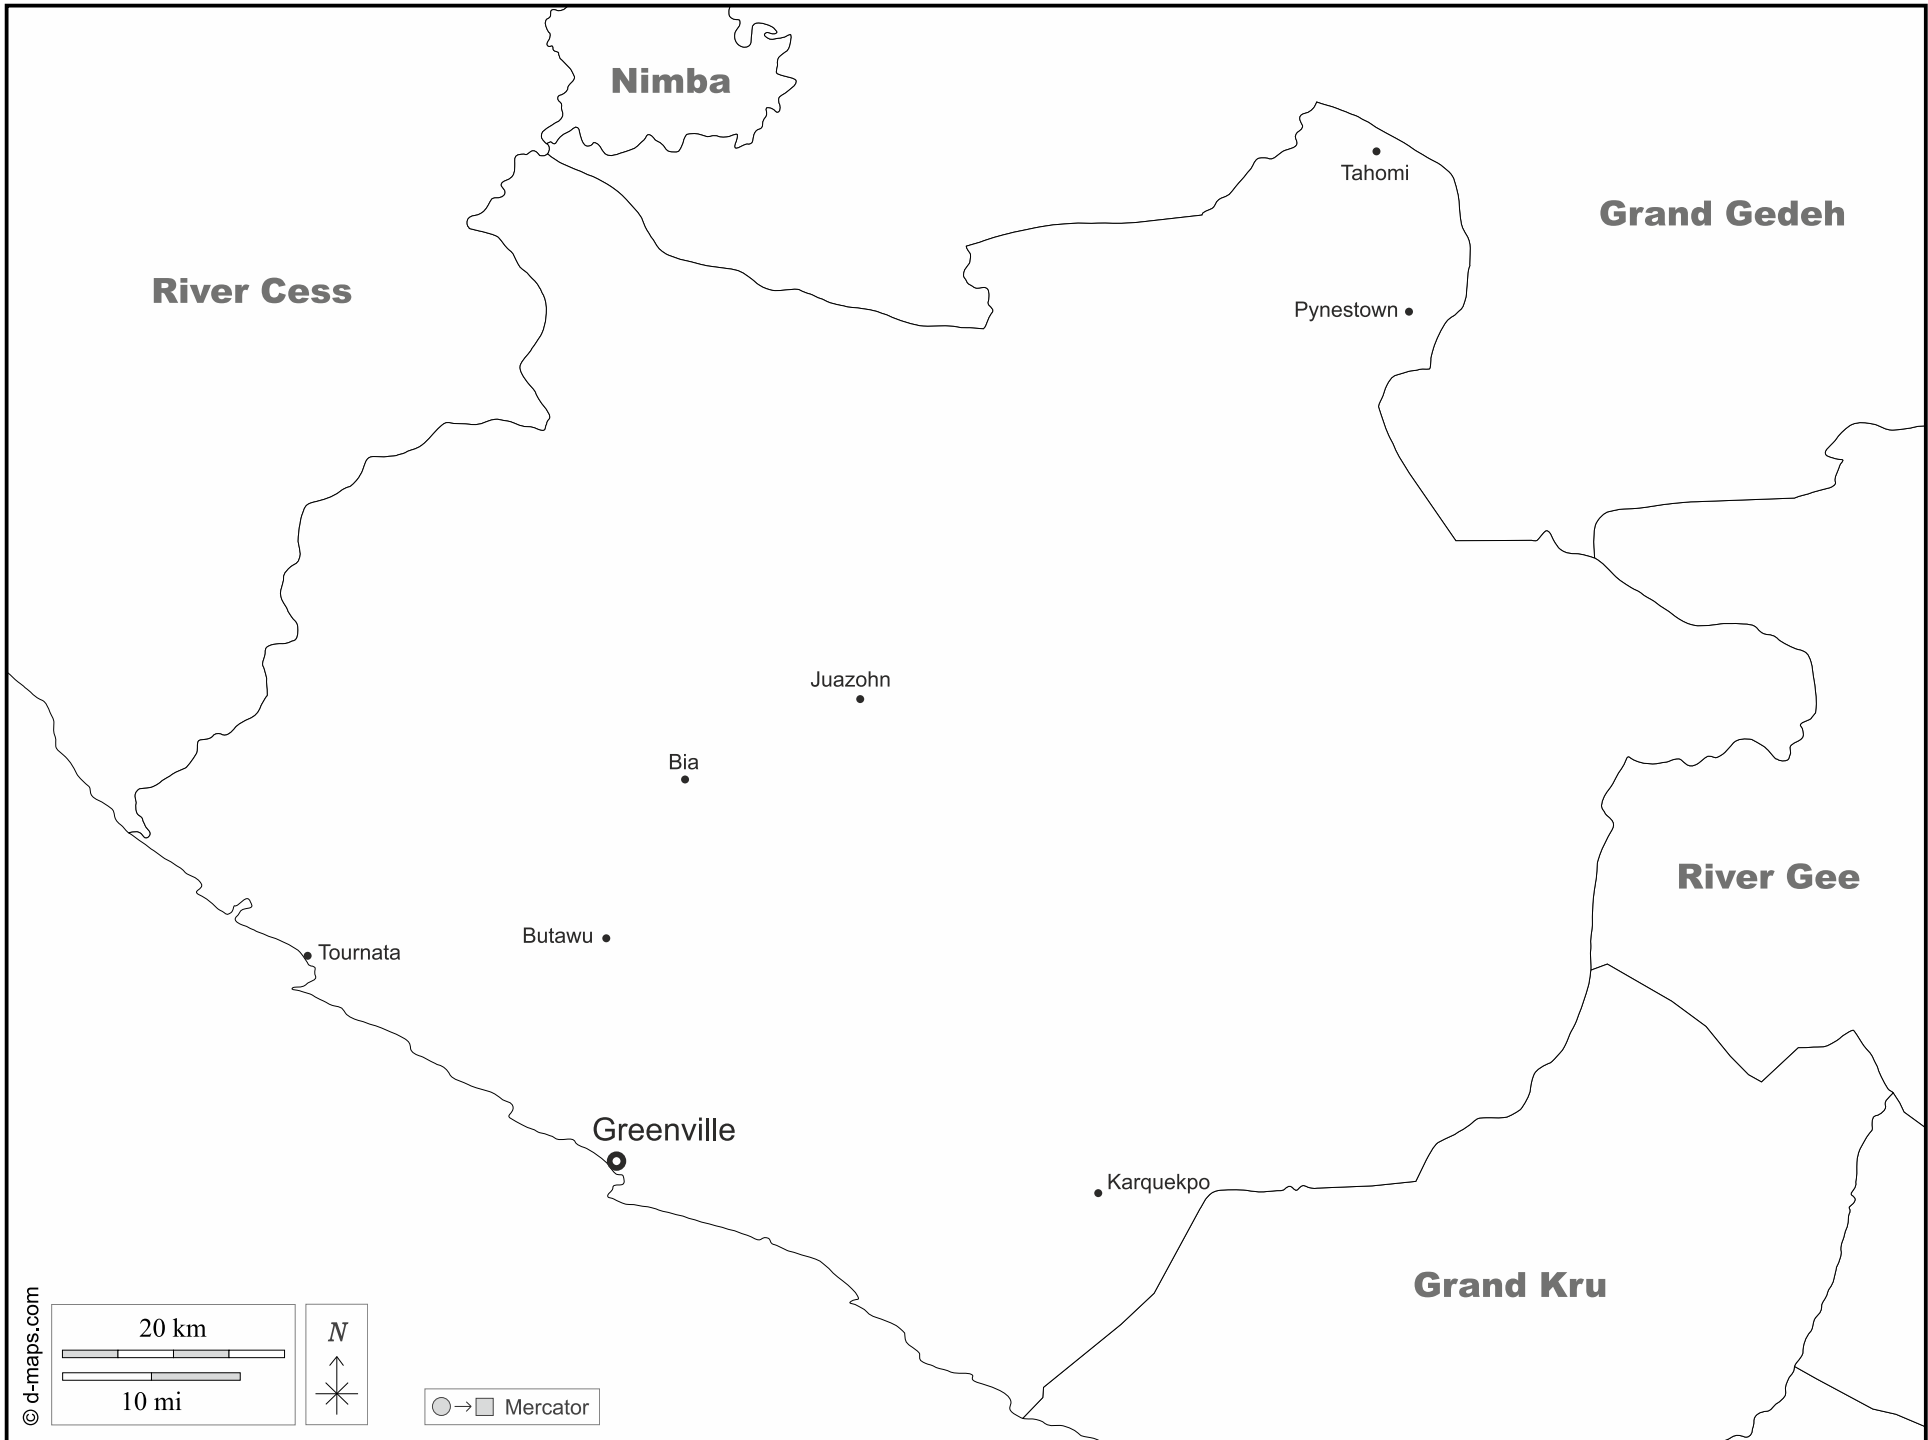 Nimba
Tahomi
Grand Gedeh
River Cess
Pynestown
Juazohn
Bia
River Gee
Butawu
Tournata
Greenville
Karquekpo
Grand Kru
© d-maps.com
20 km
10 mi
N
Mercator